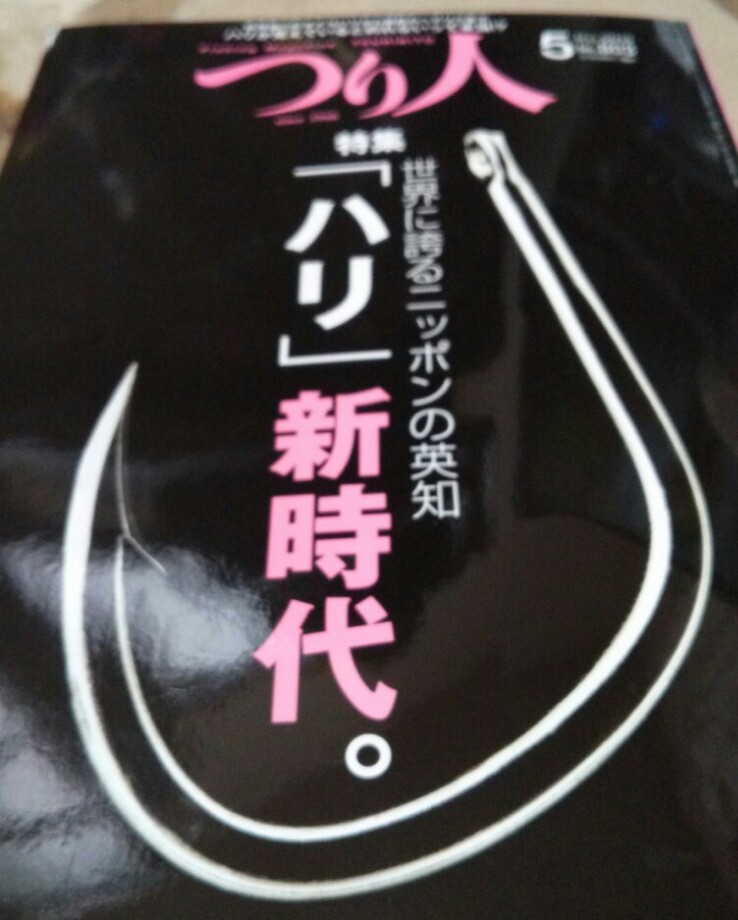 つり人
5
特集
世界に誇るニッポンの英知
「ハリ」新時代。